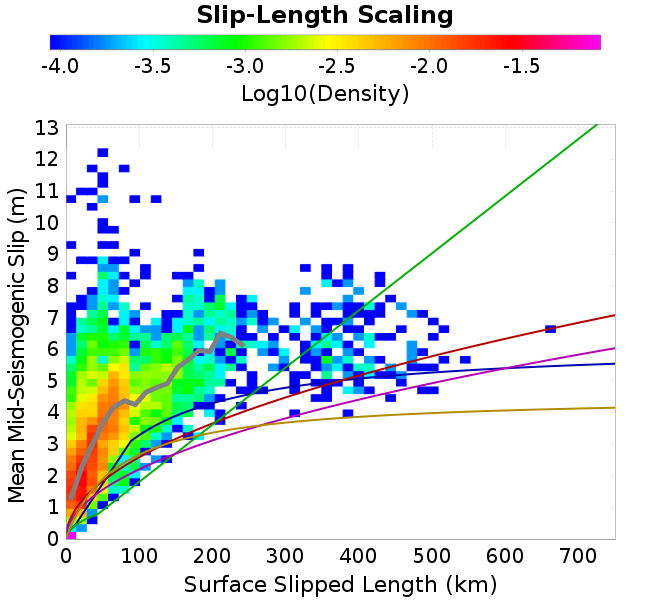 Slip-Length Scaling
-4.0 -3.5 -3.0 -2.5 -2.0 -1.5
Log10(Density)
13
12
11
10
9
8
7
6
5
4
3
2
1
0
Mean Mid-Seismogenic Slip (m)
0 100 200 300 400 500 600 700
Surface Slipped Length (km)